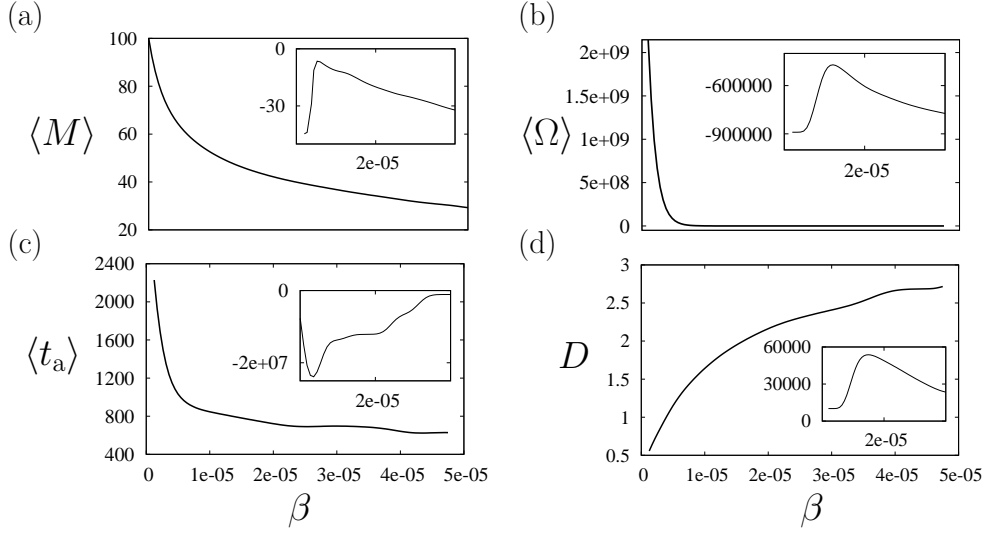 (a)
100
80
60
40
20
⟨M⟩
0
-30
2e-05
(b)
2e+09
1.5e+09
1e+09
5e+08
0
⟨Ω⟩
-600000
-900000
2e-05
(c)
2400
2000
1600
1200
800
400
⟨tₐ⟩
0
-2e+07
2e-05
0 1e-05 2e-05 3e-05 4e-05 5e-05
β
(d)
3
2.5
2
1.5
1
0.5
D
60000
30000
0
2e-05
0 1e-05 2e-05 3e-05 4e-05 5e-05
β